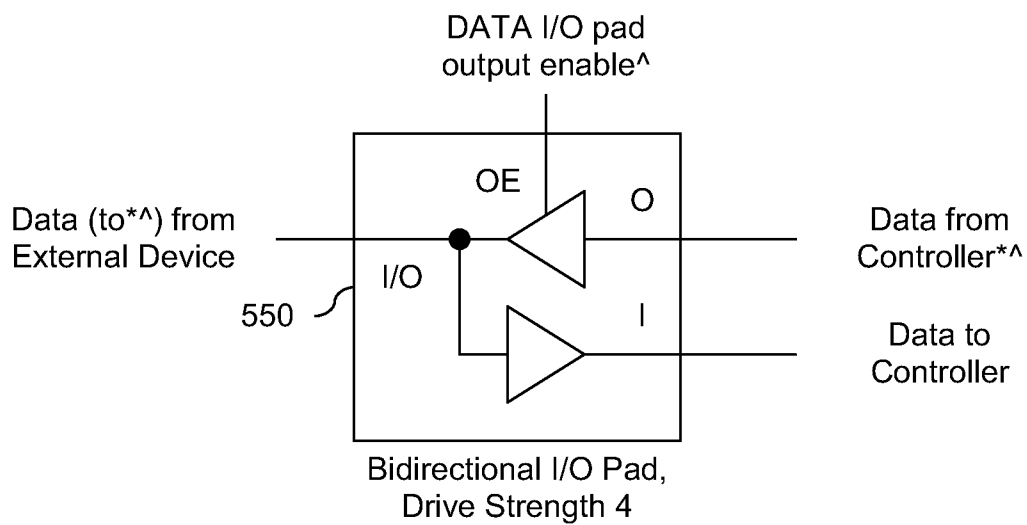 DATA I/O pad
output enable^
OE
O
Data (to*^) from
External Device
Data from
Controller*^
I/O
550
I
Data to
Controller
Bidirectional I/O Pad,
Drive Strength 4